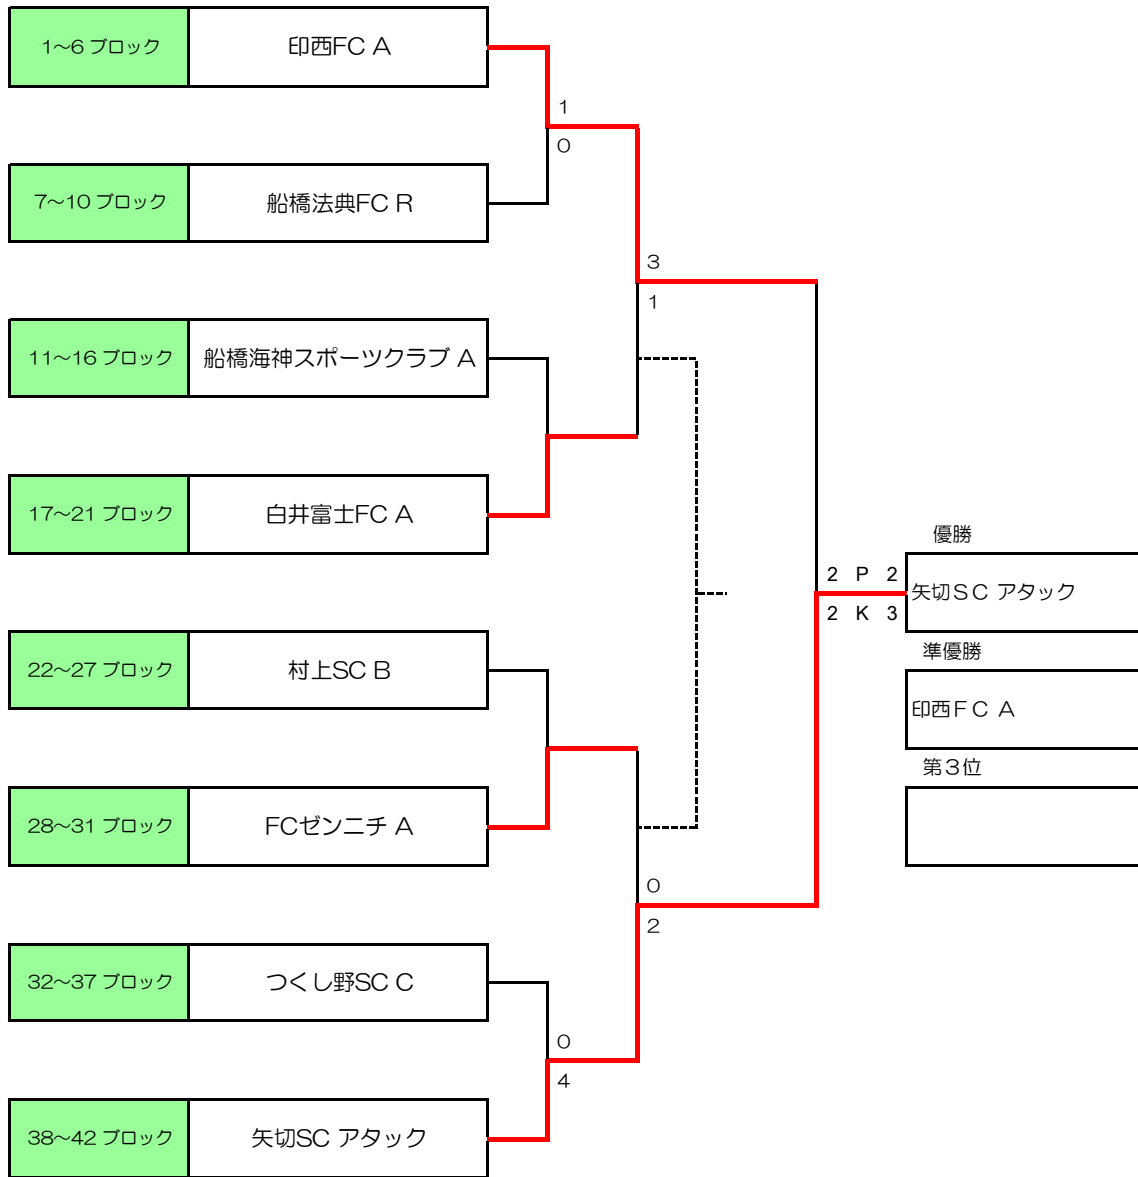 1～6 ブロック 印西FC A
1
0
7～10 ブロック 船橋法典FC R
3
1
11～16 ブロック 船橋海神スポーツクラブ A
17～21 ブロック 白井富士FC A
優勝
2 P 2
矢切ＳＣ アタック
2 K 3
22～27 ブロック 村上SC B
準優勝
印西ＦＣ Ａ
第３位
28～31 ブロック FCゼンニチ A
0
2
32～37 ブロック つくし野SC C
0
4
38～42 ブロック 矢切SC アタック